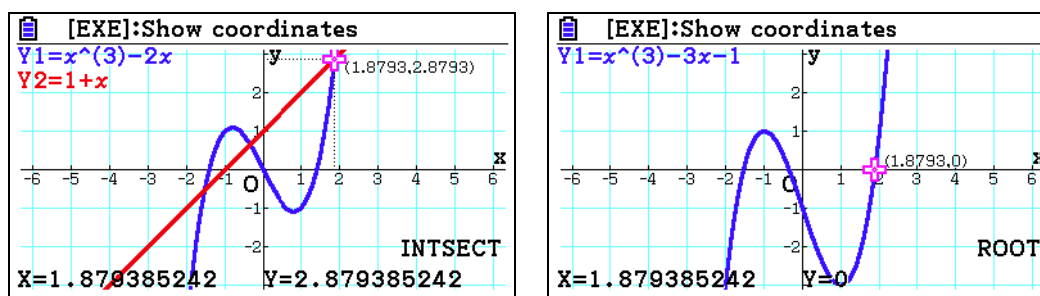 [EXE]:Show coordinates
Y1=x^(3)-2x
Y2=1+x
y
(1.8793,2.8793)
2
1
x
-6 -5 -4 -3 -2 -1 O 1 2 3 4 5 6
-1
-2
INTSECT
X=1.879385242 Y=2.879385242
[EXE]:Show coordinates
Y1=x^(3)-3x-1
y
2
1
(1.8793,0)
x
-6 -5 -4 -3 -2 -1 O 1 2 3 4 5 6
-1
-2
ROOT
X=1.879385242 Y=0